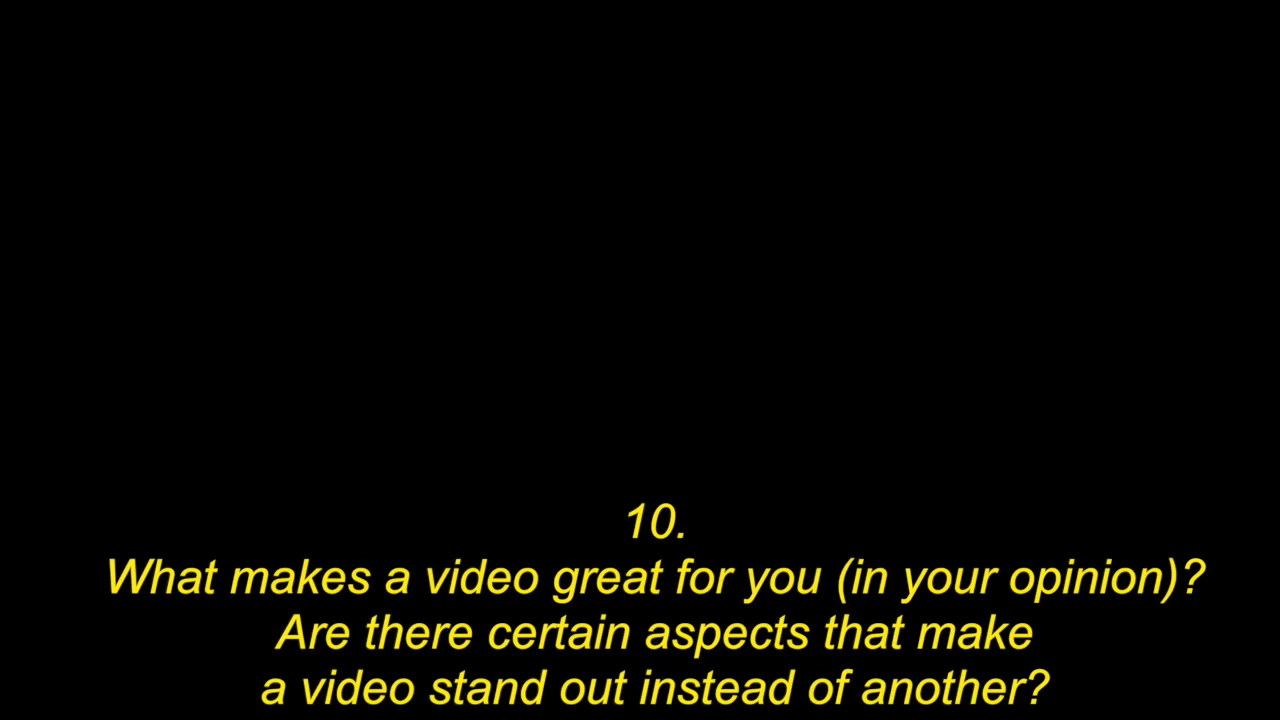 10.
What makes a video great for you (in your opinion)?
Are there certain aspects that make
a video stand out instead of another?